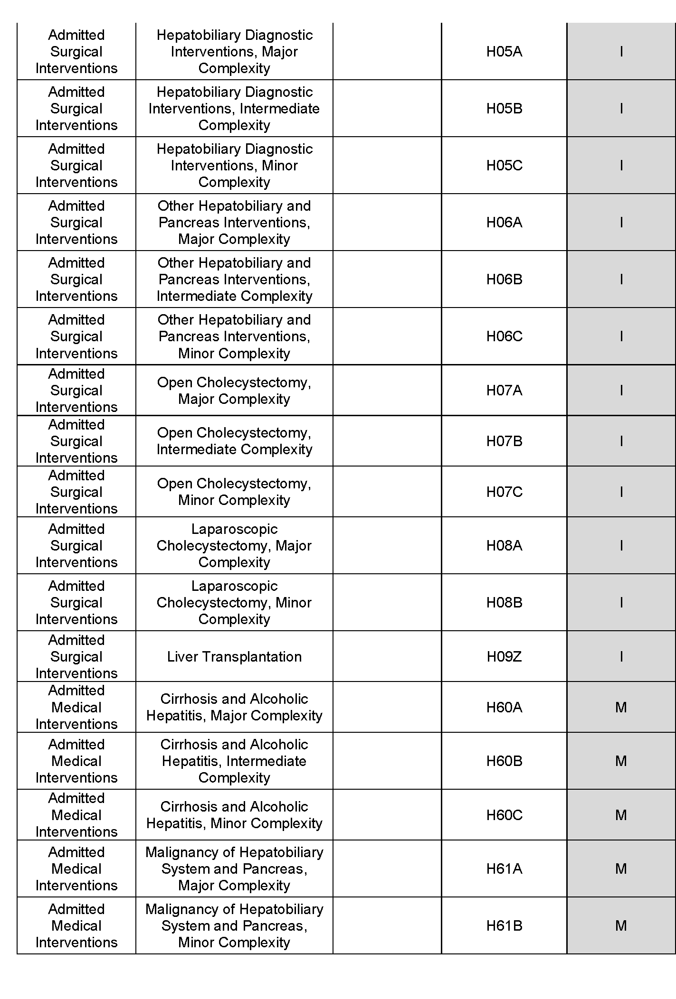 Admitted
Surgical
Interventions
Hepatobiliary Diagnostic
Interventions, Major
Complexity
H05A
I
Admitted
Surgical
Interventions
Hepatobiliary Diagnostic
Interventions, Intermediate
Complexity
H05B
I
Admitted
Surgical
Interventions
Hepatobiliary Diagnostic
Interventions, Minor
Complexity
H05C
I
Admitted
Surgical
Interventions
Other Hepatobiliary and
Pancreas Interventions,
Major Complexity
H06A
I
Admitted
Surgical
Interventions
Other Hepatobiliary and
Pancreas Interventions,
Intermediate Complexity
H06B
I
Admitted
Surgical
Interventions
Other Hepatobiliary and
Pancreas Interventions,
Minor Complexity
H06C
I
Admitted
Surgical
Interventions
Open Cholecystectomy,
Major Complexity
H07A
I
Admitted
Surgical
Interventions
Open Cholecystectomy,
Intermediate Complexity
H07B
I
Admitted
Surgical
Interventions
Open Cholecystectomy,
Minor Complexity
H07C
I
Admitted
Surgical
Interventions
Laparoscopic
Cholecystectomy, Major
Complexity
H08A
I
Admitted
Surgical
Interventions
Laparoscopic
Cholecystectomy, Minor
Complexity
H08B
I
Admitted
Surgical
Interventions
Liver Transplantation
H09Z
I
Admitted
Medical
Interventions
Cirrhosis and Alcoholic
Hepatitis, Major Complexity
H60A
M
Admitted
Medical
Interventions
Cirrhosis and Alcoholic
Hepatitis, Intermediate
Complexity
H60B
M
Admitted
Medical
Interventions
Cirrhosis and Alcoholic
Hepatitis, Minor Complexity
H60C
M
Admitted
Medical
Interventions
Malignancy of Hepatobiliary
System and Pancreas,
Major Complexity
H61A
M
Admitted
Medical
Interventions
Malignancy of Hepatobiliary
System and Pancreas,
Minor Complexity
H61B
M